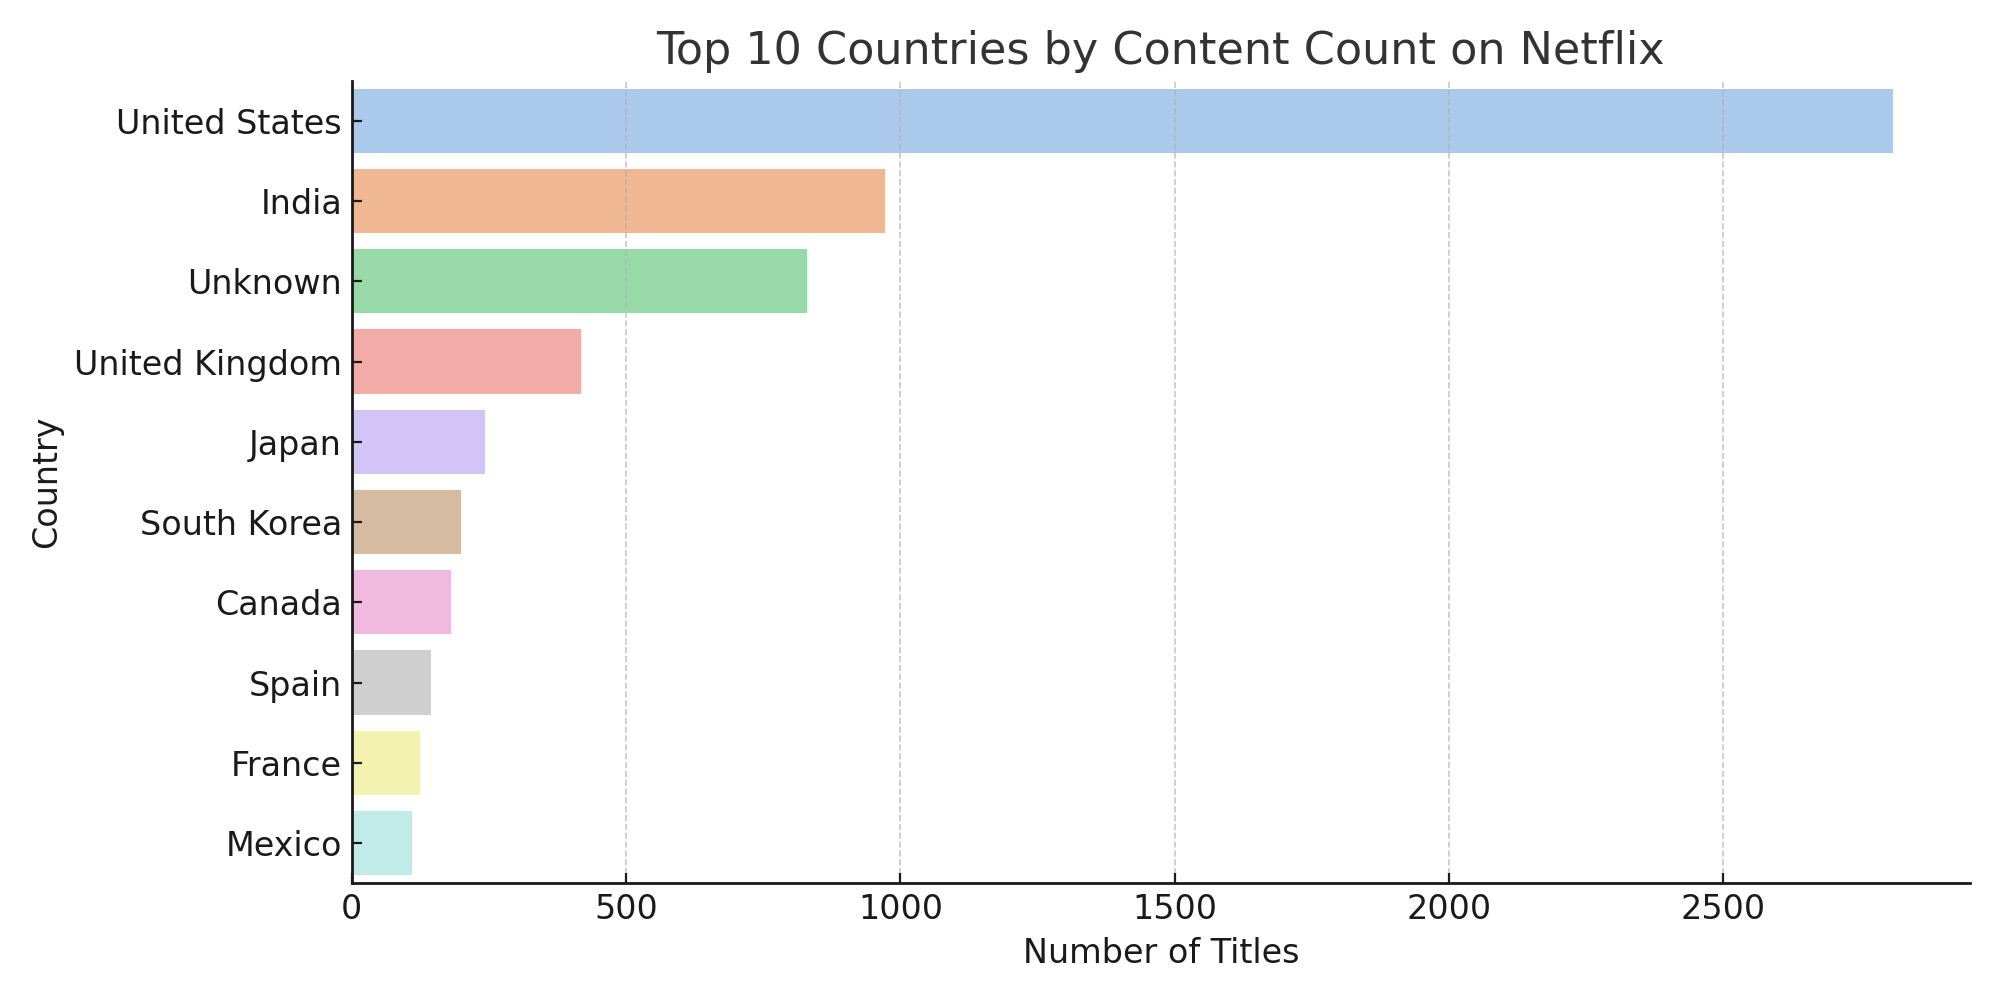 Top 10 Countries by Content Count on Netflix
United States
India
Unknown
United Kingdom
Japan
South Korea
Canada
Spain
France
Mexico
Country
0 500 1000 1500 2000 2500
Number of Titles